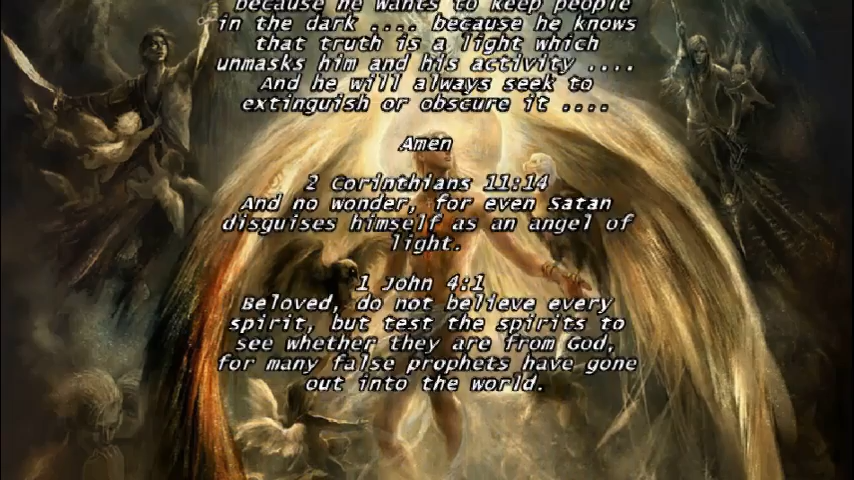 because he wants to keep people
in the dark .... because he knows
that truth is a light which
unmasks him and his activity ....
And he will always seek to
extinguish or obscure it ....
Amen
2 Corinthians 11:14
And no wonder, for even Satan
disguises himself as an angel of
light.
1 John 4:1
Beloved, do not believe every
spirit, but test the spirits to
see whether they are from God,
for many false prophets have gone
out into the world.